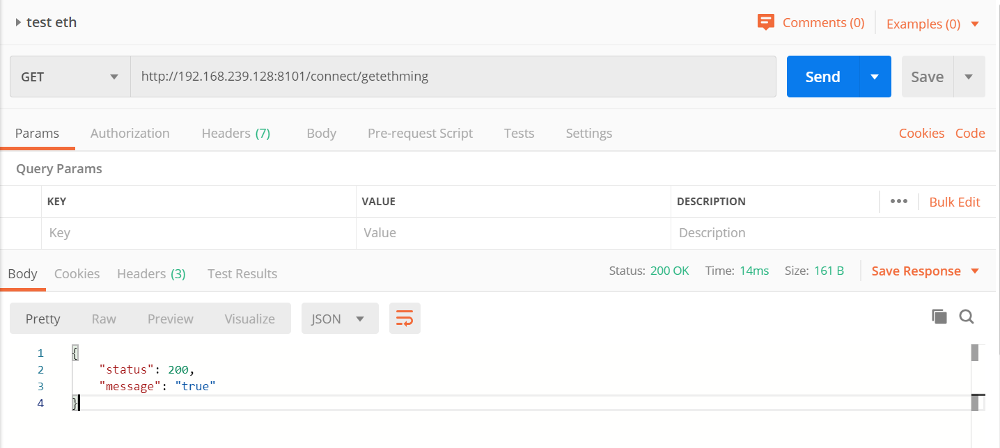 test eth Comments (0) Examples (0)
GET http://192.168.239.128:8101/connect/getethming Send Save
Params Authorization Headers (7) Body Pre-request Script Tests Settings Cookies Code
Query Params
KEY VALUE DESCRIPTION ••• Bulk Edit
Key Value Description
Body Cookies Headers (3) Test Results Status: 200 OK Time: 14ms Size: 161 B Save Response
Pretty Raw Preview Visualize JSON
1 {
2 "status": 200,
3 "message": "true"
4 }